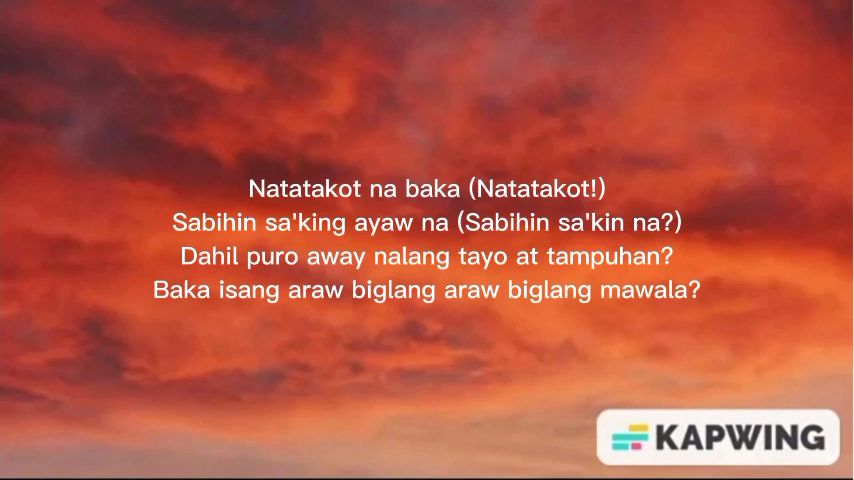 Natatakot na baka (Natatakot!)
Sabihin sa'king ayaw na (Sabihin sa'kin na?)
Dahil puro away nalang tayo at tampuhan?
Baka isang araw biglang araw biglang mawala?
KAPWING